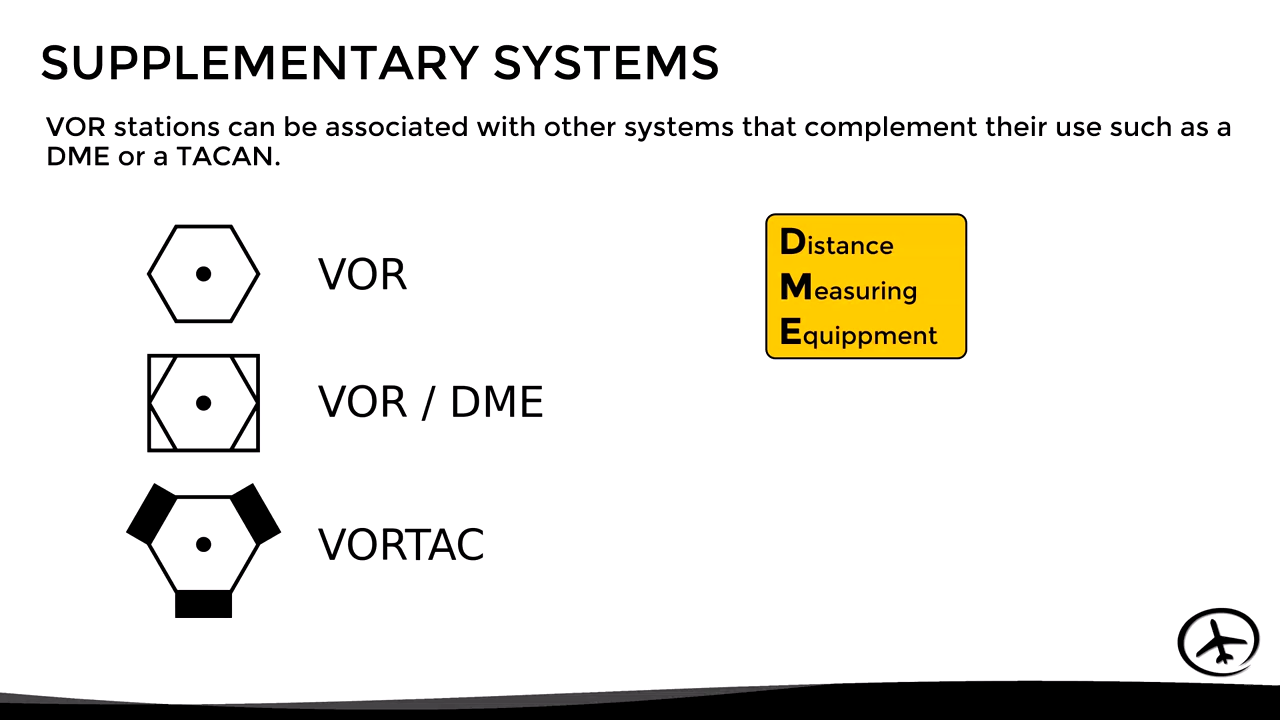 SUPPLEMENTARY SYSTEMS
VOR stations can be associated with other systems that complement their use such as a
DME or a TACAN.
VOR
VOR / DME
VORTAC
Distance
Measuring
Equippment